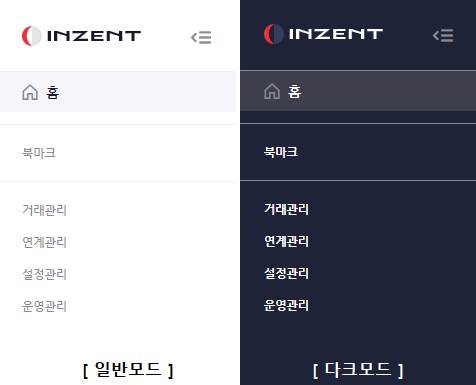 INZENT
홈
북마크
거래관리
연계관리
설정관리
운영관리
[ 일반모드 ]
INZENT
홈
북마크
거래관리
연계관리
설정관리
운영관리
[ 다크모드 ]